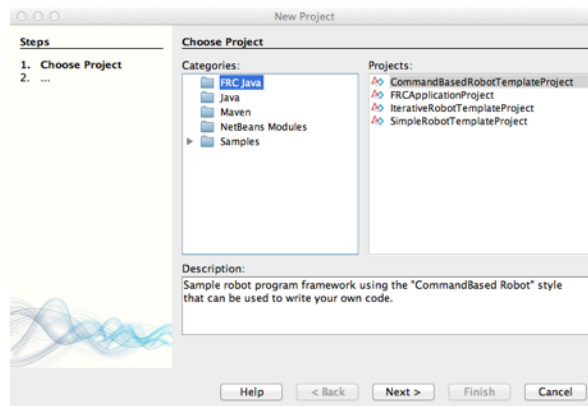 New Project
Steps
1. Choose Project
2. ...
Choose Project
Categories:
FRC Java
Java
Maven
NetBeans Modules
Samples
Projects:
CommandBasedRobotTemplateProject
FRCApplicationProject
IterativeRobotTemplateProject
SimpleRobotTemplateProject
Description:
Sample robot program framework using the "CommandBased Robot" style
that can be used to write your own code.
Help
< Back
Next >
Finish
Cancel